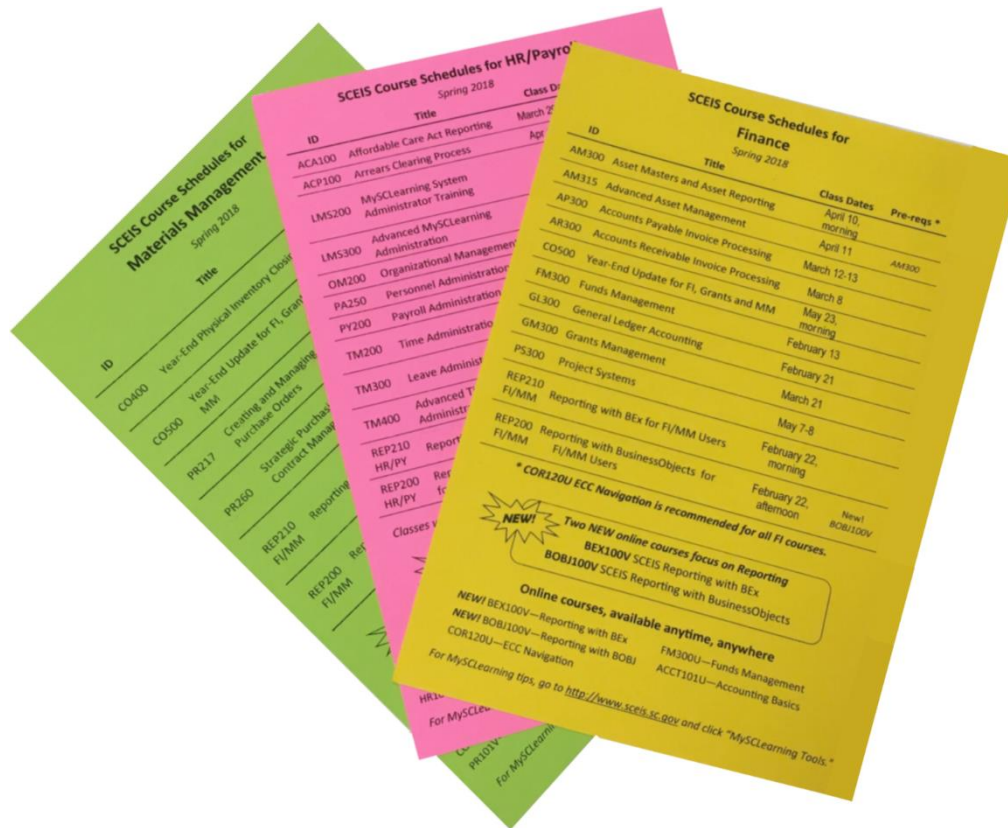 SCEIS Course Schedules for
Materials Management
Spring 2018
ID Title
CO400 Year-End Physical Inventory
CO500 Year-End Update for FI,
MM
PR217 Creating and Managing
Purchase Orders
PR260 Strategic
Contract
REP210
FI/MM Reporting
REP200
FI/MM
PR101V
For MySCLearning
SCEIS Course Schedules for HR/Payroll
Spring 2018
ID Title Class
ACA100 Affordable Care Act Reporting March
ACP100 Arrears Clearing Process
LMS200 MySCLearning System
Administrator Training
LMS300 Advanced MySCLearning
Administration
OM200 Organizational Management
PA250 Personnel Administration
PY200 Payroll Administration
TM200 Time Administration
TM300 Leave
TM400 Advanced
REP210
HR/PY
REP200
HR/PY
Classes
For
SCEIS Course Schedules for
Finance
Spring 2018
ID Title Class Dates Pre-reqs *
AM300 Asset Masters and Asset Reporting April 10,
morning
AM315 Advanced Asset Management April 11 AM300
AP300 Accounts Payable Invoice Processing March 12-13
AR300 Accounts Receivable Invoice Processing March 8
CO500 Year-End Update for FI, Grants and MM May 23,
morning
FM300 Funds Management February 13
GL300 General Ledger Accounting February 21
GM300 Grants Management March 21
PS300 Project Systems May 7-8
REP210
FI/MM Reporting with BEx for FI/MM Users February 22,
morning
REP200
FI/MM Reporting with BusinessObjects for
FI/MM Users February 22,
afternoon New!
BOBJ100V
* COR120U ECC Navigation is recommended for all FI courses.
NEW!
Two NEW online courses focus on Reporting
BEX100V SCEIS Reporting with BEx
BOBJ100V SCEIS Reporting with BusinessObjects
Online courses, available anytime, anywhere
NEW! BEX100V—Reporting with BEx
NEW! BOBJ100V—Reporting with BOBJ
COR120U—ECC Navigation
FM300U—Funds Management
ACCT101U—Accounting Basics
For MySCLearning tips, go to http://www.sceis.sc.gov and click "MySCLearning Tools."